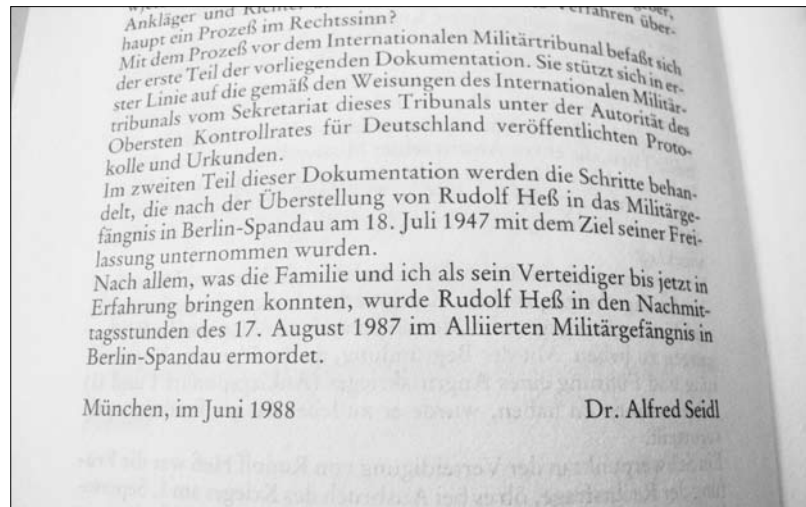 Ankläger und Richter
Verfahren über-
haupt ein Prozeß im Rechtssinn?
Mit dem Prozeß vor dem Internationalen Militärtribunal befaßt sich
der erste Teil der vorliegenden Dokumentation. Sie stützt sich in er-
ster Linie auf die gemäß den Weisungen des Internationalen Militär-
tribunals vom Sekretariat dieses Tribunals unter der Autorität des
Obersten Kontrollrates für Deutschland veröffentlichten Proto-
kolle und Urkunden.
Im zweiten Teil dieser Dokumentation werden die Schritte behan-
delt, die nach der Überstellung von Rudolf Heß in das Militärge-
fängnis in Berlin-Spandau am 18. Juli 1947 mit dem Ziel seiner Frei-
lassung unternommen wurden.
Nach allem, was die Familie und ich als sein Verteidiger bis jetzt in
Erfahrung bringen konnten, wurde Rudolf Heß in den Nachmit-
tagsstunden des 17. August 1987 im Alliierten Militärgefängnis in
Berlin-Spandau ermordet.
München, im Juni 1988 Dr. Alfred Seidl